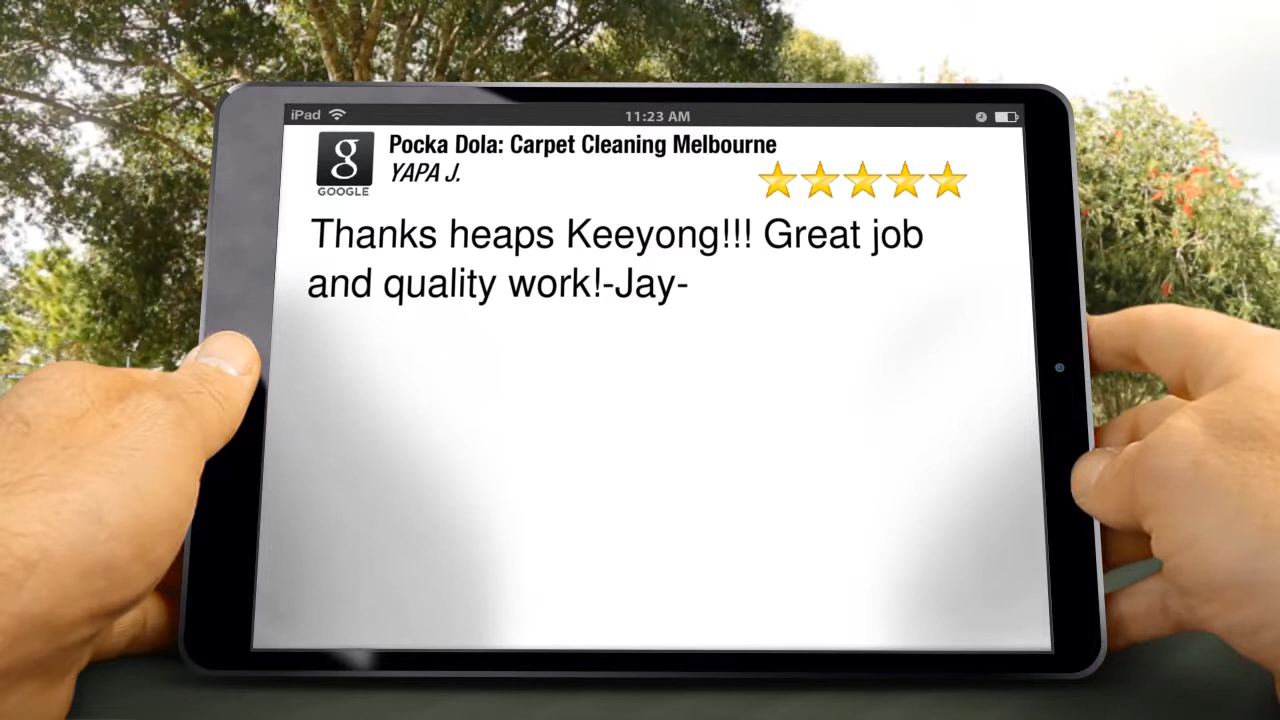 iPad
11:23 AM
g
GOOGLE
Pocka Dola: Carpet Cleaning Melbourne
YAPA J.
Thanks heaps Keeyong!!! Great job
and quality work!-Jay-